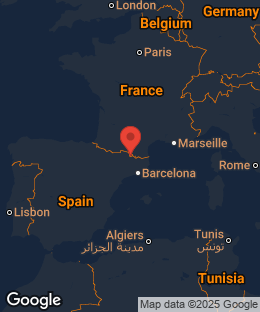 London
Germany
Belgium
Paris
France
Marseille
Rome
Barcelona
Spain
Lisbon
Algiers
مدينة الجزائر
Tunis
تونس
Tunisia
Google
Map data ©2025 Google